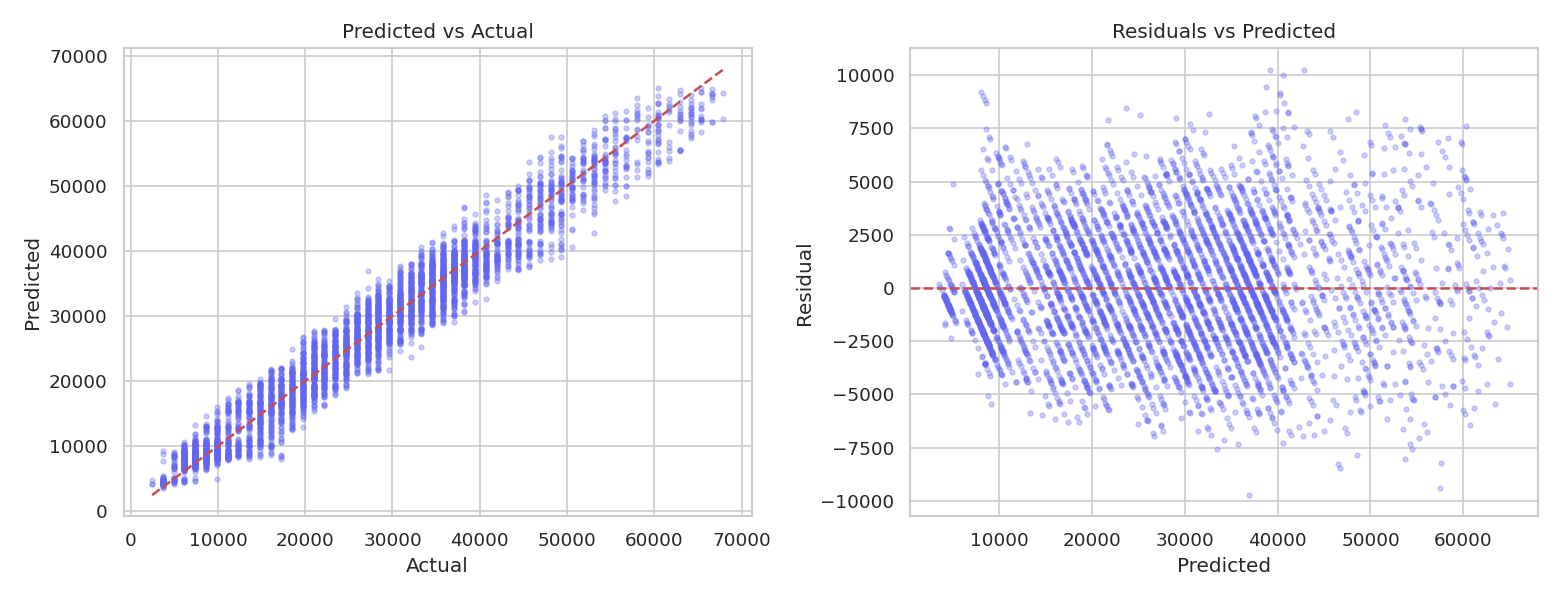 Predicted vs Actual
70000
60000
50000
40000
30000
20000
10000
0
Predicted
0 10000 20000 30000 40000 50000 60000 70000
Actual
Residuals vs Predicted
10000
7500
5000
2500
0
−2500
−5000
−7500
−10000
Residual
10000 20000 30000 40000 50000 60000
Predicted